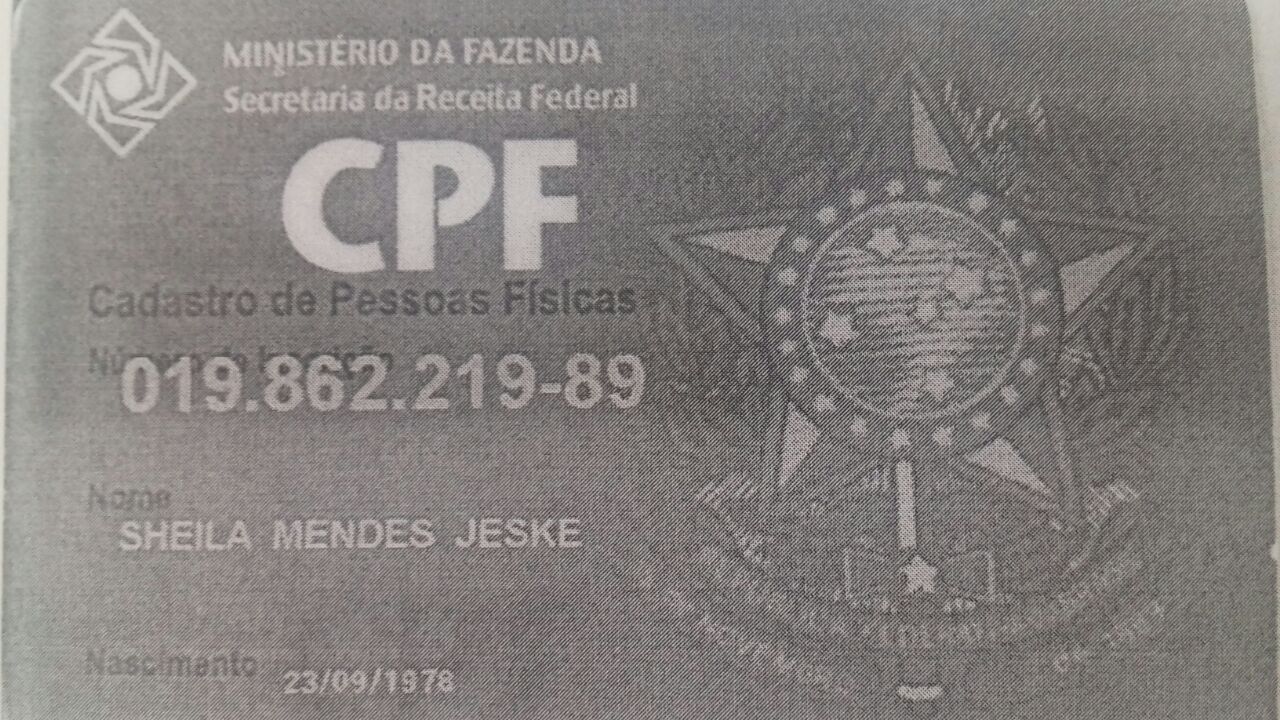 MINISTÉRIO DA FAZENDA
Secretaria da Receita Federal
CPF
Cadastro de Pessoas Físicas
Número de Inscrição
019.862.219-89
Nome
SHEILA MENDES JESKE
Nascimento
23/09/1978